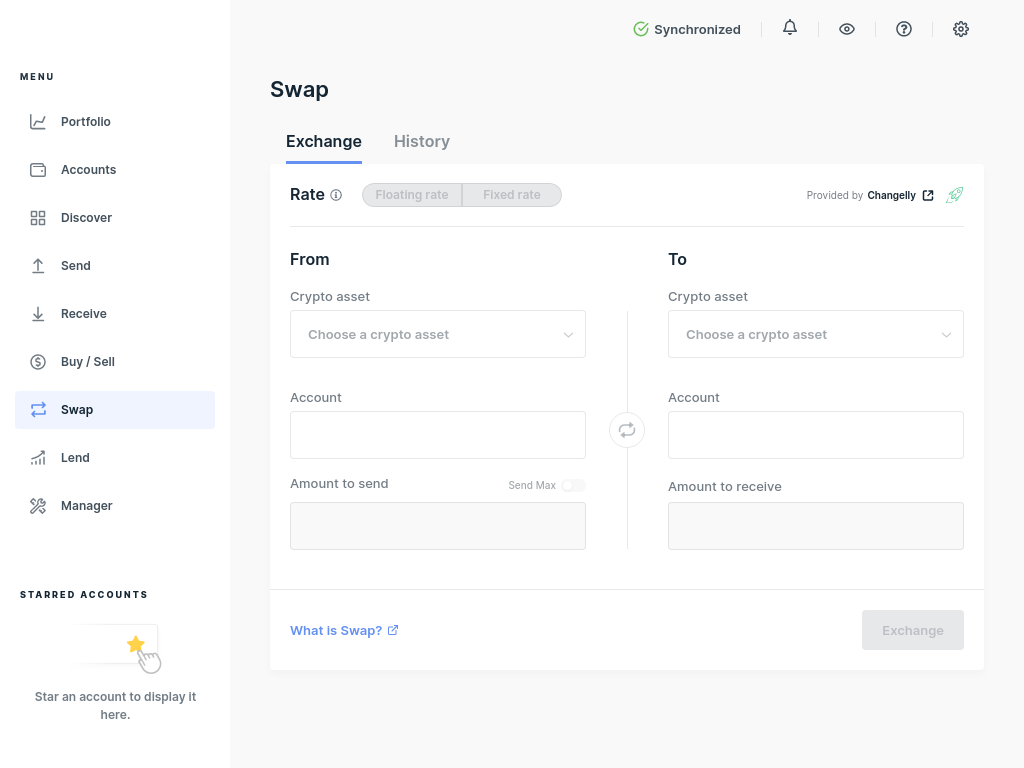 Synchronized
MENU
Portfolio
Accounts
Discover
Send
Receive
Buy / Sell
Swap
Lend
Manager
STARRED ACCOUNTS
Star an account to display it
here.
Swap
Exchange History
Rate Floating rate Fixed rate Provided by Changelly
From To
Crypto asset Crypto asset
Choose a crypto asset Choose a crypto asset
Account Account
Amount to send Send Max Amount to receive
What is Swap? Exchange